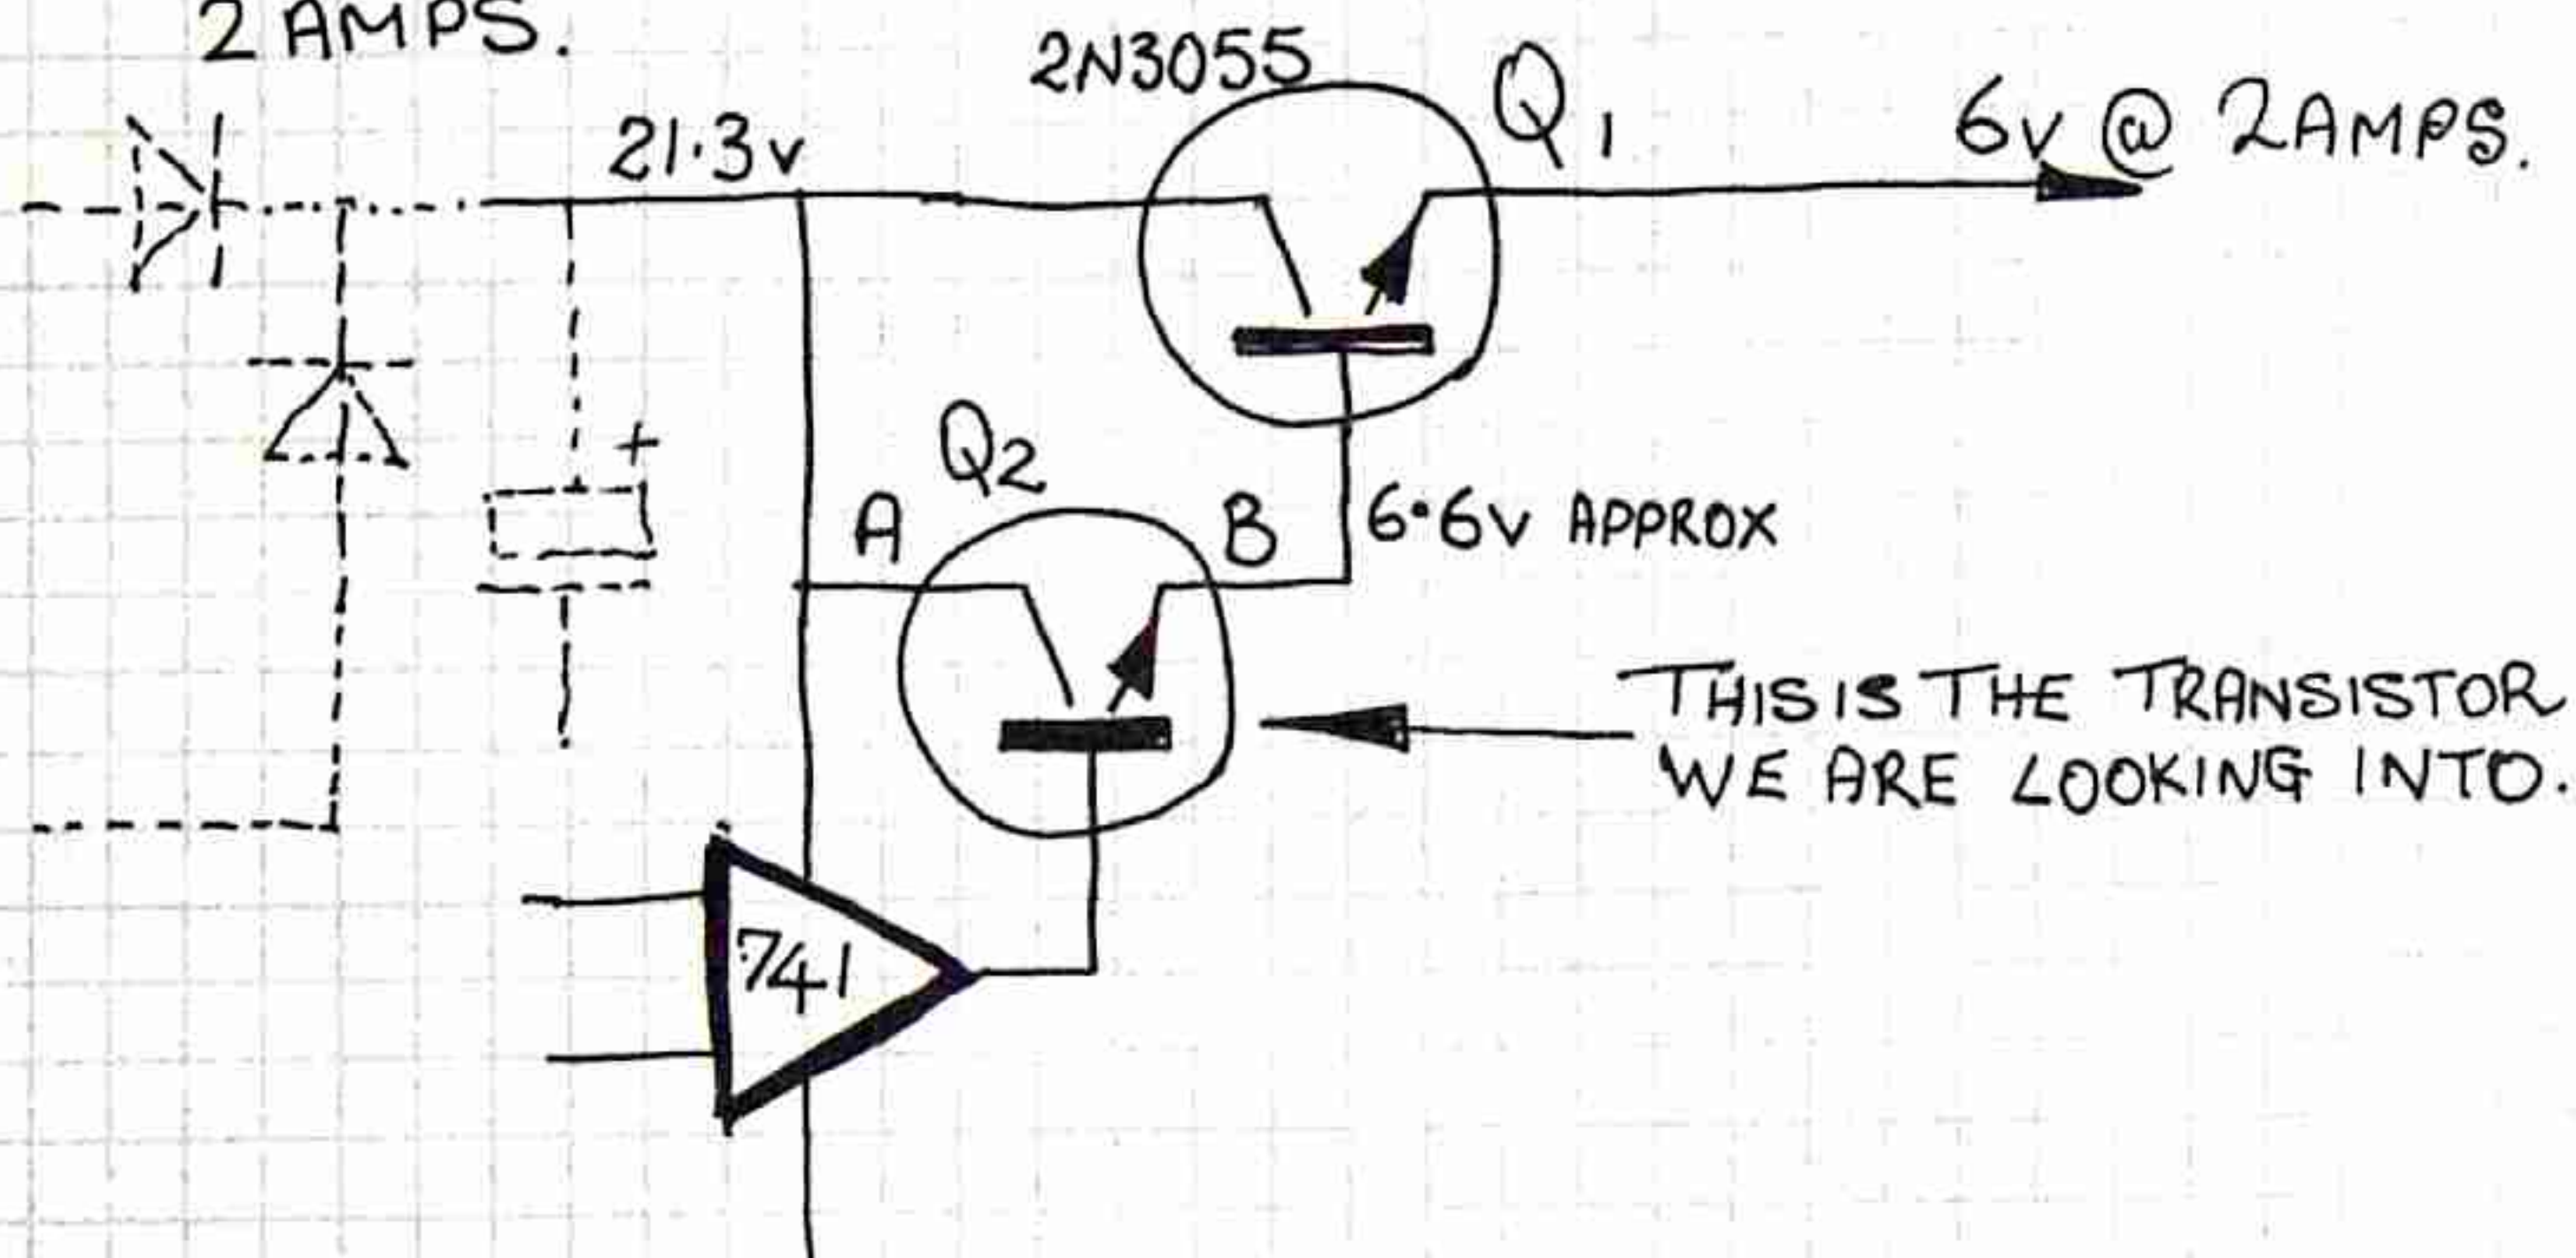 2 AMPS.
2N3055
Q1
6v @ 2AMPS.
21.3v
Q2
+
A
B
6.6v APPROX
THIS IS THE TRANSISTOR
WE ARE LOOKING INTO.
741